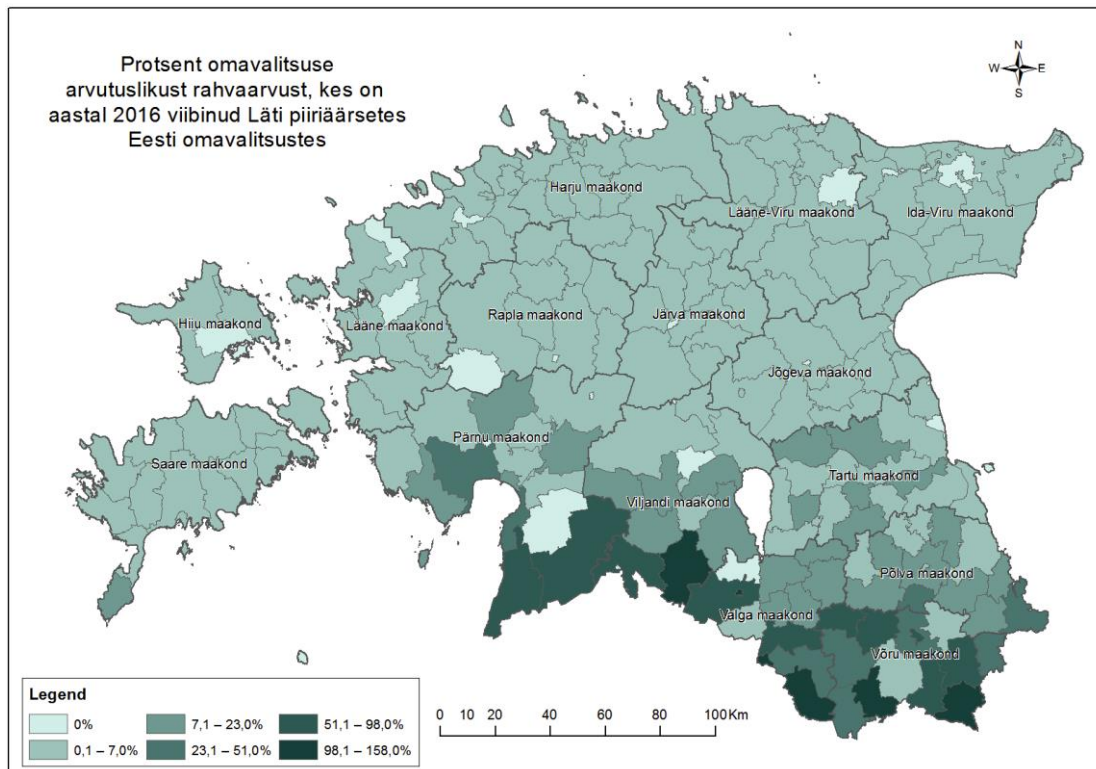 Protsent omavalitsuse
arvutuslikust rahvaarvust, kes on
aastal 2016 viibinud Läti piiriäärsetes
Eesti omavalitsustes
N
W E
S
Harju maakond
Lääne-Viru maakond
Ida-Viru maakond
Hiiu maakond
Lääne maakond
Rapla maakond
Järva maakond
Jõgeva maakond
Pärnu maakond
Saare maakond
Viljandi maakond
Tartu maakond
Põlva maakond
Valga maakond
Võru maakond
Legend
0%
7,1 – 23,0%
51,1 – 98,0%
0,1 – 7,0%
23,1 – 51,0%
98,1 – 158,0%
0 20 40 60 80 100 Km